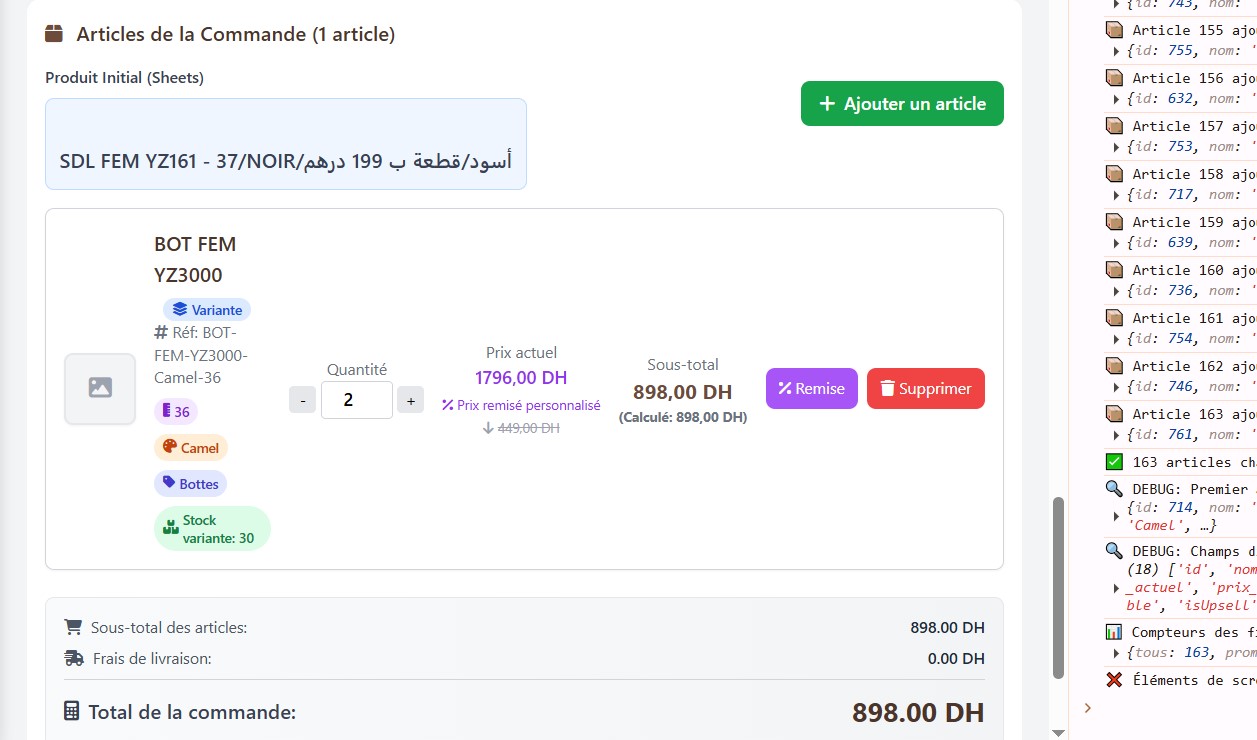 Articles de la Commande (1 article)
Produit Initial (Sheets)
+ Ajouter un article
SDL FEM YZ161 - 37/NOIR/أسود/قطعة ب 199 درهم
BOT FEM
YZ3000
Variante
# Réf: BOT-
FEM-YZ3000-
Camel-36
36
Camel
Bottes
Stock
variante: 30
Quantité
- 2 +
Prix actuel
1796,00 DH
Prix remisé personnalisé
449,00 DH
Sous-total
898,00 DH
(Calculé: 898,00 DH)
Remise
Supprimer
Sous-total des articles: 898.00 DH
Frais de livraison: 0.00 DH
Total de la commande: 898.00 DH
{id: 743, nom: '
Article 155 ajo
{id: 755, nom: '
Article 156 ajo
{id: 632, nom: '
Article 157 ajo
{id: 753, nom: '
Article 158 ajo
{id: 717, nom: '
Article 159 ajo
{id: 639, nom: '
Article 160 ajo
{id: 736, nom: '
Article 161 ajo
{id: 754, nom: '
Article 162 ajo
{id: 746, nom: '
Article 163 ajo
{id: 761, nom: '
163 articles ch
DEBUG: Premier
{id: 714, nom: '
'Camel', …}
DEBUG: Champs d
(18) ['id', 'nom
_actuel', 'prix_
ble', 'isUpsell'
Compteurs des fi
{tous: 163, prom
Éléments de scr
>